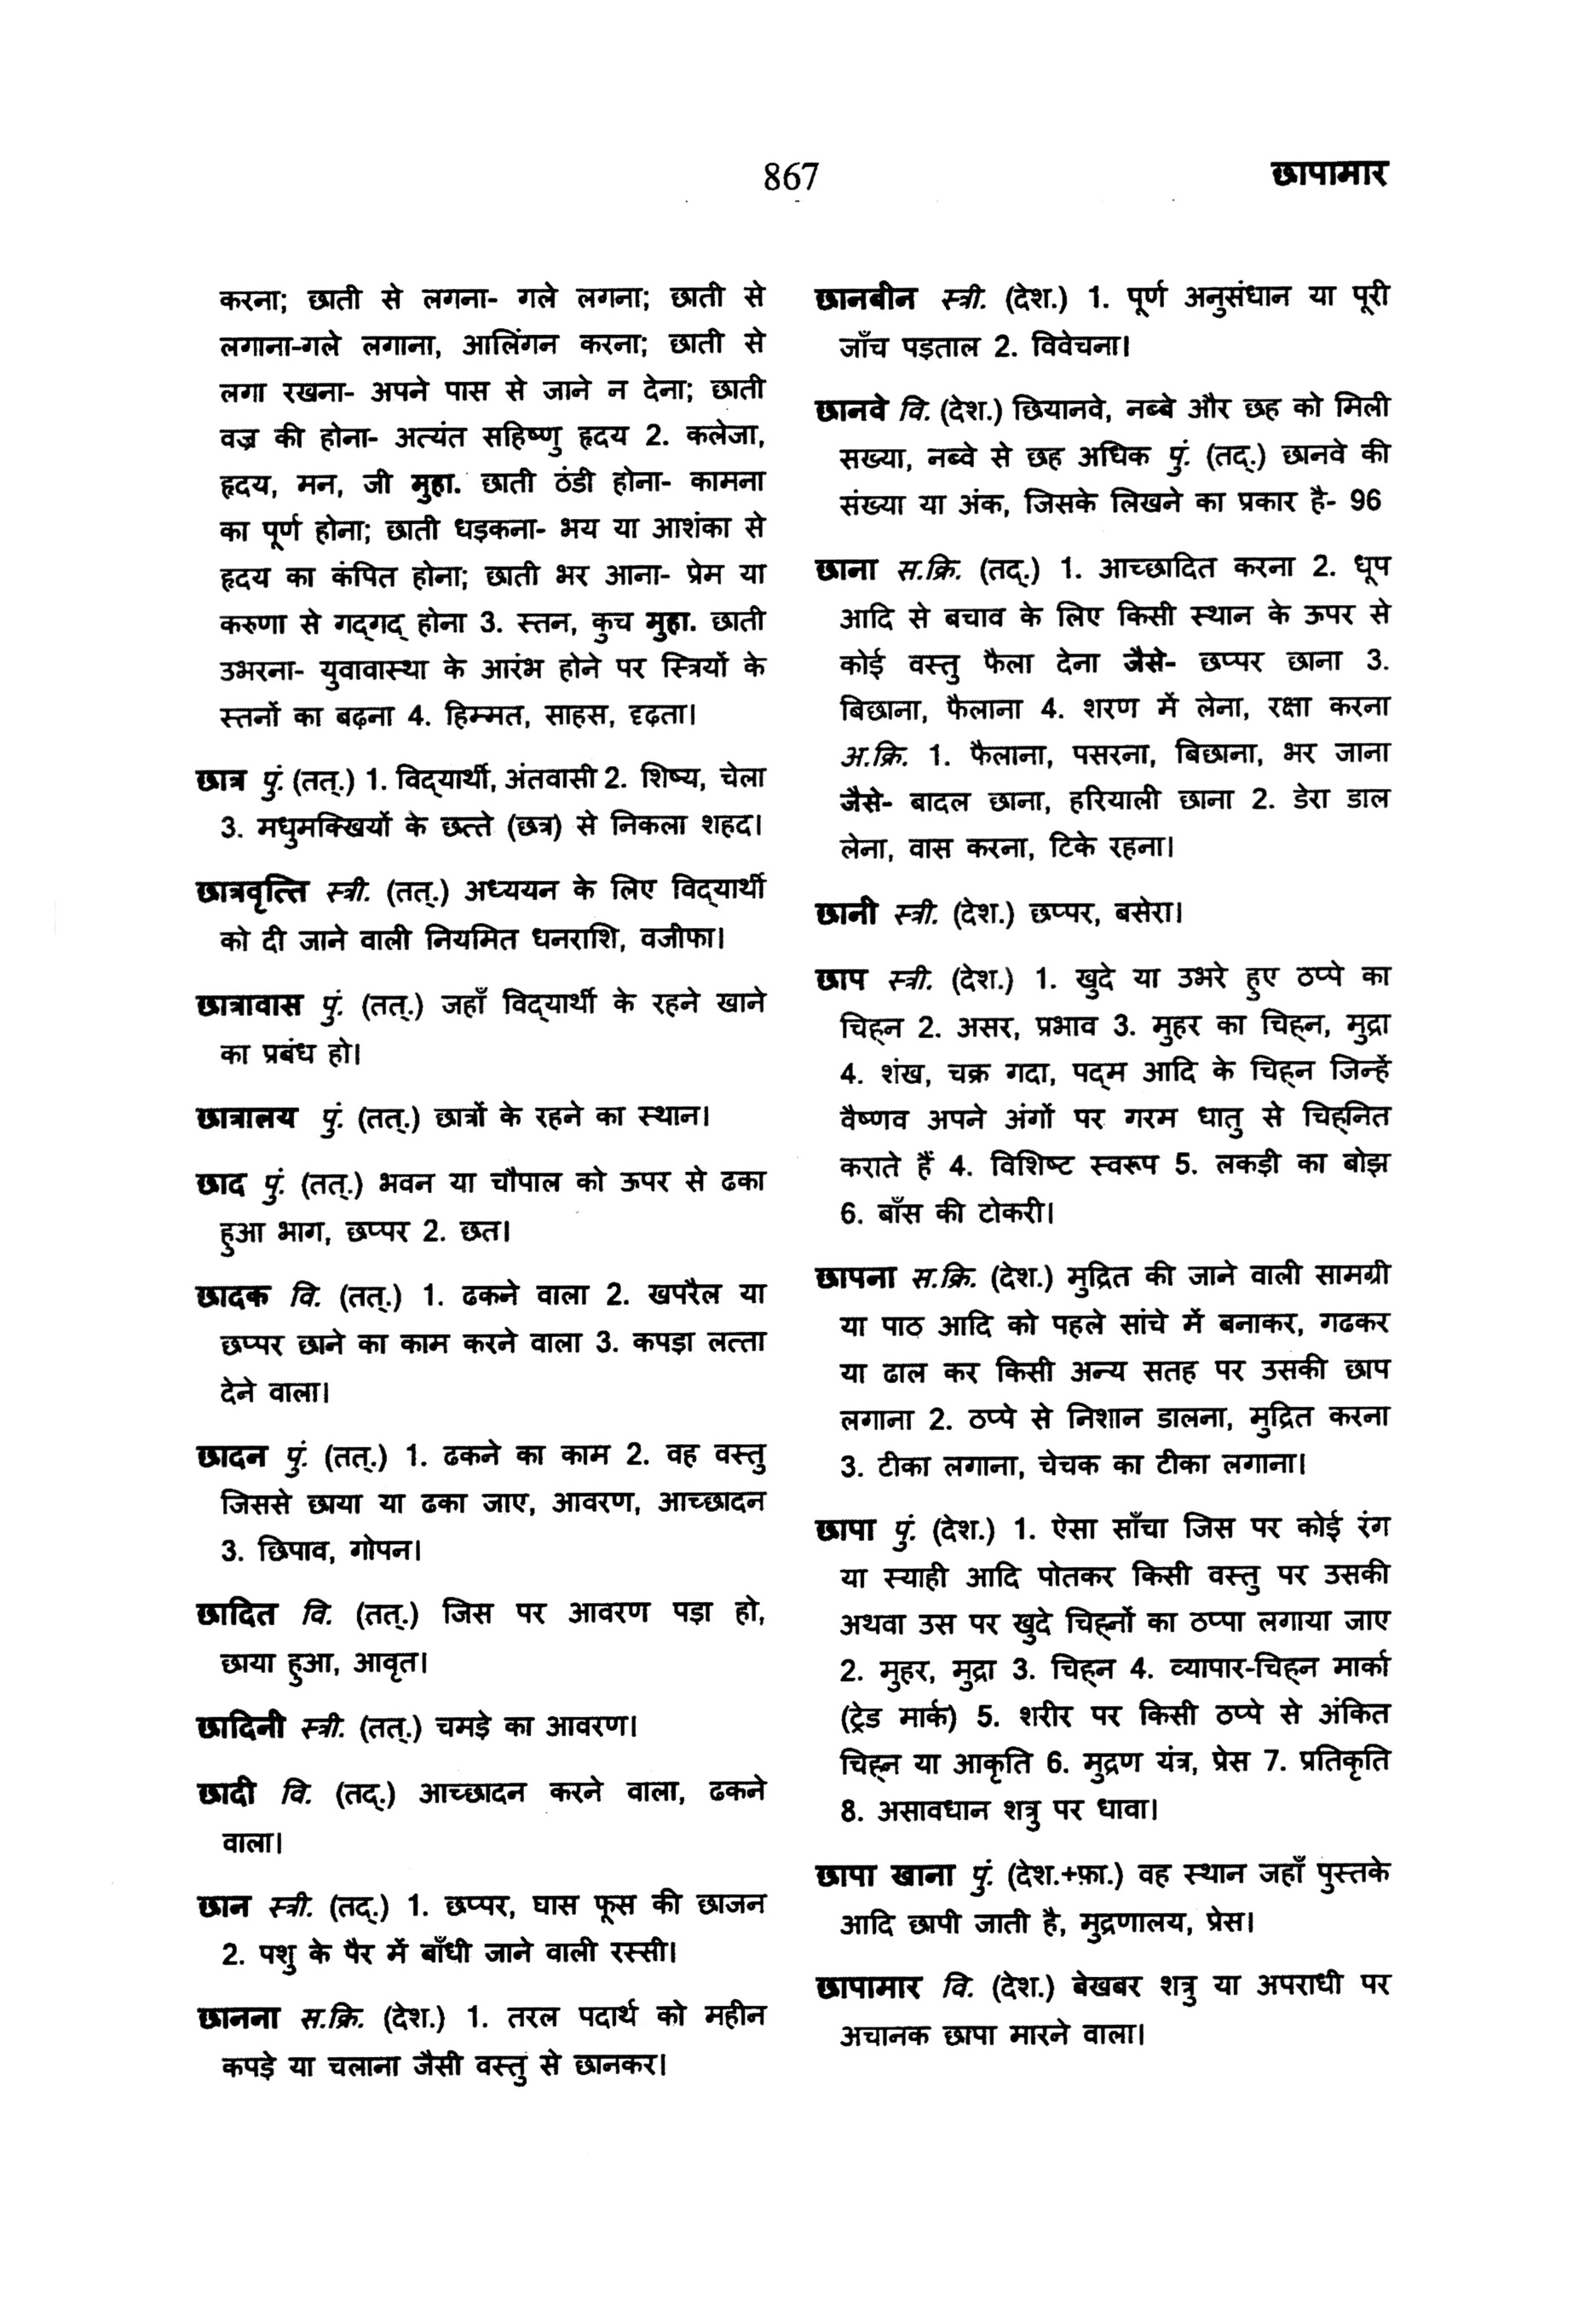 867
छापामार
करना; छाती से लगना- गले लगना; छाती से
लगाना-गले लगाना, आलिंगन करना; छाती से
लगा रखना- अपने पास से जाने न देना; छाती
वज्र की होना- अत्यंत सहिष्णु हृदय 2. कलेजा,
हृदय, मन, जी मुहा. छाती ठंडी होना- कामना
का पूर्ण होना; छाती धड़कना- भय या आशंका से
हृदय का कंपित होना; छाती भर आना- प्रेम या
करुणा से गद्‌गद् होना 3. स्तन, कुच मुहा. छाती
उभरना- युवावास्था के आरंभ होने पर स्त्रियों के
स्तनों का बढ़ना 4. हिम्मत, साहस, दृढ़ता।
छात्र पुं. (तत्.) 1. विद्‌यार्थी, अंतवासी 2. शिष्य, चेला
3. मधुमक्खियों के छत्ते (छत्र) से निकला शहद।
छात्रवृत्ति स्त्री. (तत्.) अध्ययन के लिए विद्‌यार्थी
को दी जाने वाली नियमित धनराशि, वजीफा।
छात्रावास पुं. (तत्.) जहाँ विद्‌यार्थी के रहने खाने
का प्रबंध हो।
छात्रालय पुं. (तत्.) छात्रों के रहने का स्थान।
छाद पुं. (तत्.) भवन या चौपाल को ऊपर से ढका
हुआ भाग, छप्पर 2. छत।
छादक वि. (तत्.) 1. ढकने वाला 2. खपरैल या
छप्पर छाने का काम करने वाला 3. कपड़ा लत्ता
देने वाला।
छादन पुं. (तत्.) 1. ढकने का काम 2. वह वस्तु
जिससे छाया या ढका जाए, आवरण, आच्छादन
3. छिपाव, गोपन।
छादित वि. (तत्.) जिस पर आवरण पड़ा हो,
छाया हुआ, आवृत।
छादिनी स्त्री. (तत्.) चमड़े का आवरण।
छादी वि. (तद्.) आच्छादन करने वाला, ढकने
वाला।
छान स्त्री. (तद्.) 1. छप्पर, घास फूस की छाजन
2. पशु के पैर में बाँधी जाने वाली रस्सी।
छानना स.क्रि. (देश.) 1. तरल पदार्थ को महीन
कपड़े या चलाना जैसी वस्तु से छानकर।
छानबीन स्त्री. (देश.) 1. पूर्ण अनुसंधान या पूरी
जाँच पड़ताल 2. विवेचना।
छानवे वि. (देश.) छियानवे, नब्बे और छह को मिली
सख्या, नब्वे से छह अधिक पुं. (तद्.) छानवे की
संख्या या अंक, जिसके लिखने का प्रकार है- 96
छाना स.क्रि. (तद्.) 1. आच्छादित करना 2. धूप
आदि से बचाव के लिए किसी स्थान के ऊपर से
कोई वस्तु फैला देना जैसे- छप्पर छाना 3.
बिछाना, फैलाना 4. शरण में लेना, रक्षा करना
अ.क्रि. 1. फैलाना, पसरना, बिछाना, भर जाना
जैसे- बादल छाना, हरियाली छाना 2. डेरा डाल
लेना, वास करना, टिके रहना।
छानी स्त्री. (देश.) छप्पर, बसेरा।
छाप स्त्री. (देश.) 1. खुदे या उभरे हुए ठप्पे का
चिह्‌न 2. असर, प्रभाव 3. मुहर का चिह्‌न, मुद्रा
4. शंख, चक्र गदा, पद्‌म आदि के चिह्‌न जिन्हें
वैष्णव अपने अंगों पर गरम धातु से चिह्‌नित
कराते हैं 4. विशिष्ट स्वरूप 5. लकड़ी का बोझ
6. बाँस की टोकरी।
छापना स.क्रि. (देश.) मुद्रित की जाने वाली सामग्री
या पाठ आदि को पहले सांचे में बनाकर, गढकर
या ढाल कर किसी अन्य सतह पर उसकी छाप
लगाना 2. ठप्पे से निशान डालना, मुद्रित करना
3. टीका लगाना, चेचक का टीका लगाना।
छापा पुं. (देश.) 1. ऐसा साँचा जिस पर कोई रंग
या स्याही आदि पोतकर किसी वस्तु पर उसकी
अथवा उस पर खुदे चिह्‌नों का ठप्पा लगाया जाए
2. मुहर, मुद्रा 3. चिह्‌न 4. व्यापार-चिह्‌न मार्का
(ट्रेड मार्क) 5. शरीर पर किसी ठप्पे से अंकित
चिह्‌न या आकृति 6. मुद्रण यंत्र, प्रेस 7. प्रतिकृति
8. असावधान शत्रु पर धावा।
छापा खाना पुं. (देश.+फ़ा.) वह स्थान जहाँ पुस्तके
आदि छापी जाती है, मुद्रणालय, प्रेस।
छापामार वि. (देश.) बेखबर शत्रु या अपराधी पर
अचानक छापा मारने वाला।